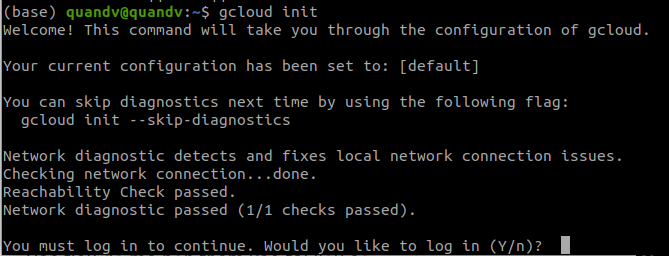 (base) quandv@quandv:~$ gcloud init
Welcome! This command will take you through the configuration of gcloud.
Your current configuration has been set to: [default]
You can skip diagnostics next time by using the following flag:
gcloud init --skip-diagnostics
Network diagnostic detects and fixes local network connection issues.
Checking network connection...done.
Reachability Check passed.
Network diagnostic passed (1/1 checks passed).
You must log in to continue. Would you like to log in (Y/n)?